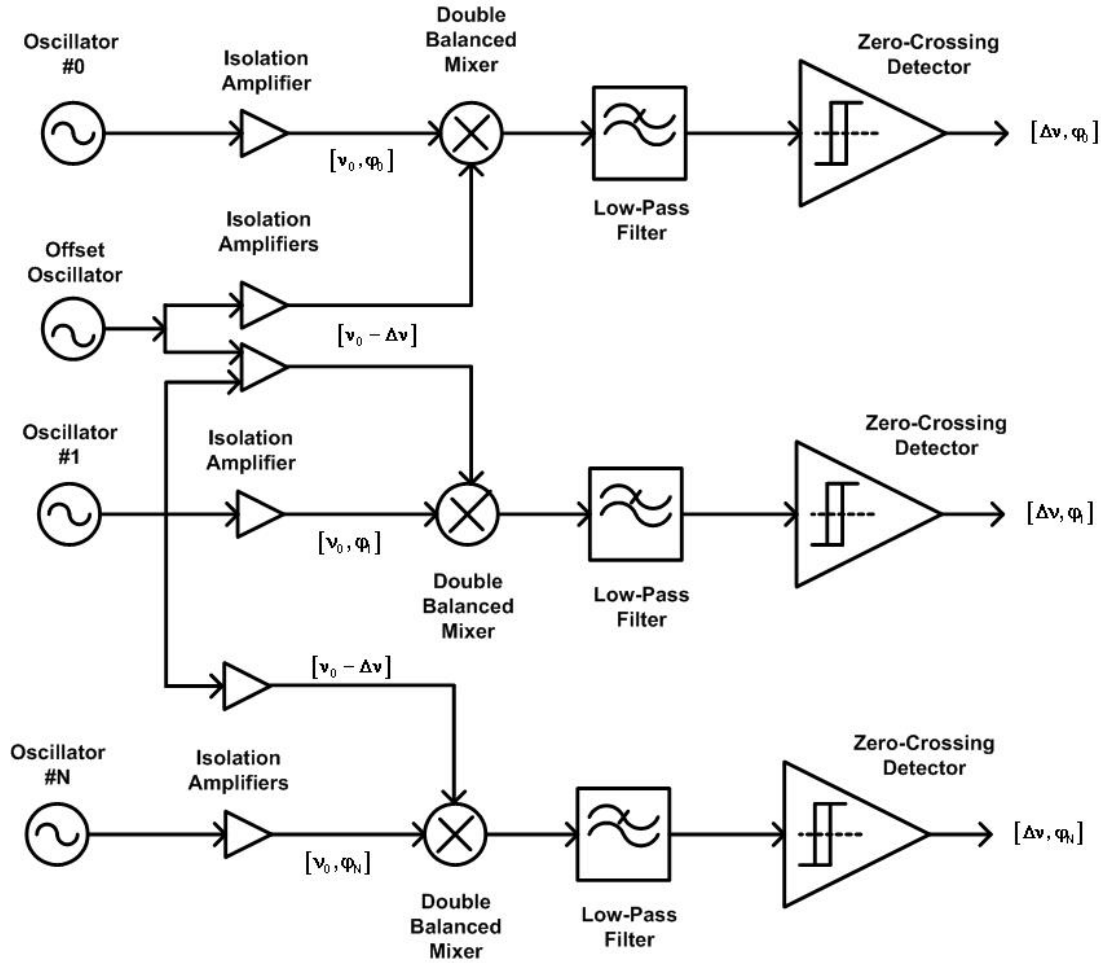 Oscillator
#0
Isolation
Amplifier
Double
Balanced
Mixer
Zero-Crossing
Detector
[ν₀, φ₀]
[Δν, φ₀]
Low-Pass
Filter
Offset
Oscillator
Isolation
Amplifiers
[ν₀ − Δν]
Oscillator
#1
Isolation
Amplifier
Zero-Crossing
Detector
[ν₀, φ₁]
[Δν, φ₁]
Double
Balanced
Mixer
Low-Pass
Filter
[ν₀ − Δν]
Oscillator
#N
Isolation
Amplifiers
Zero-Crossing
Detector
[ν₀, φ_N]
[Δν, φ_N]
Double
Balanced
Mixer
Low-Pass
Filter